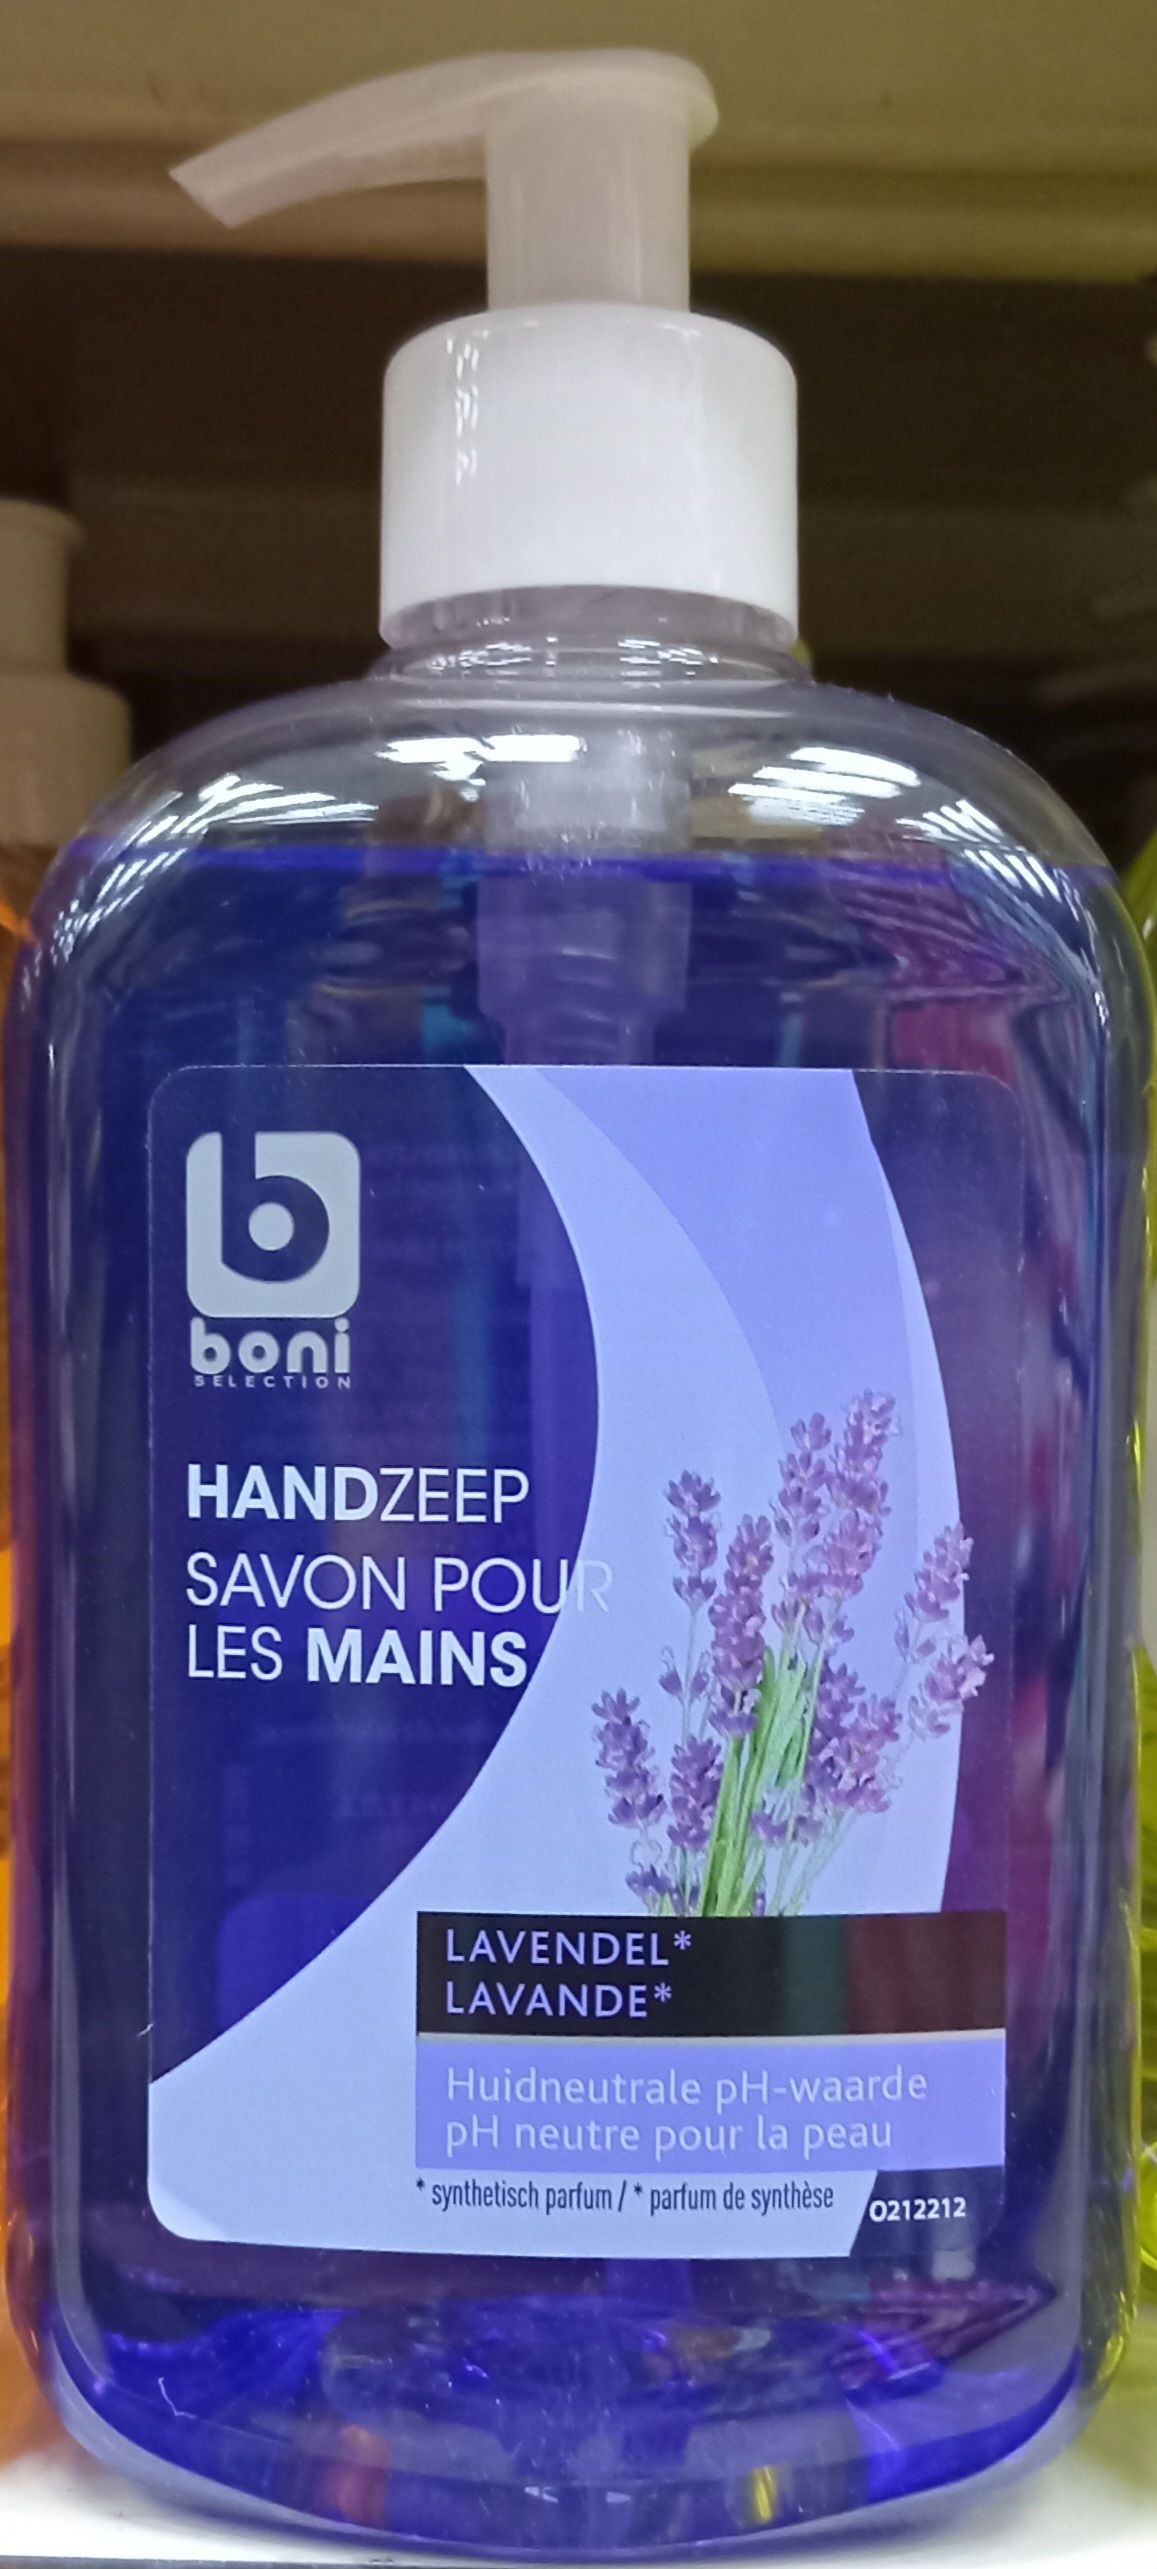 b
boni
SELECTION
HANDZEEP
SAVON POUR
LES MAINS
LAVENDEL*
LAVANDE*
Huidneutrale pH-waarde
pH neutre pour la peau
* synthetisch parfum / * parfum de synthèse
O212212